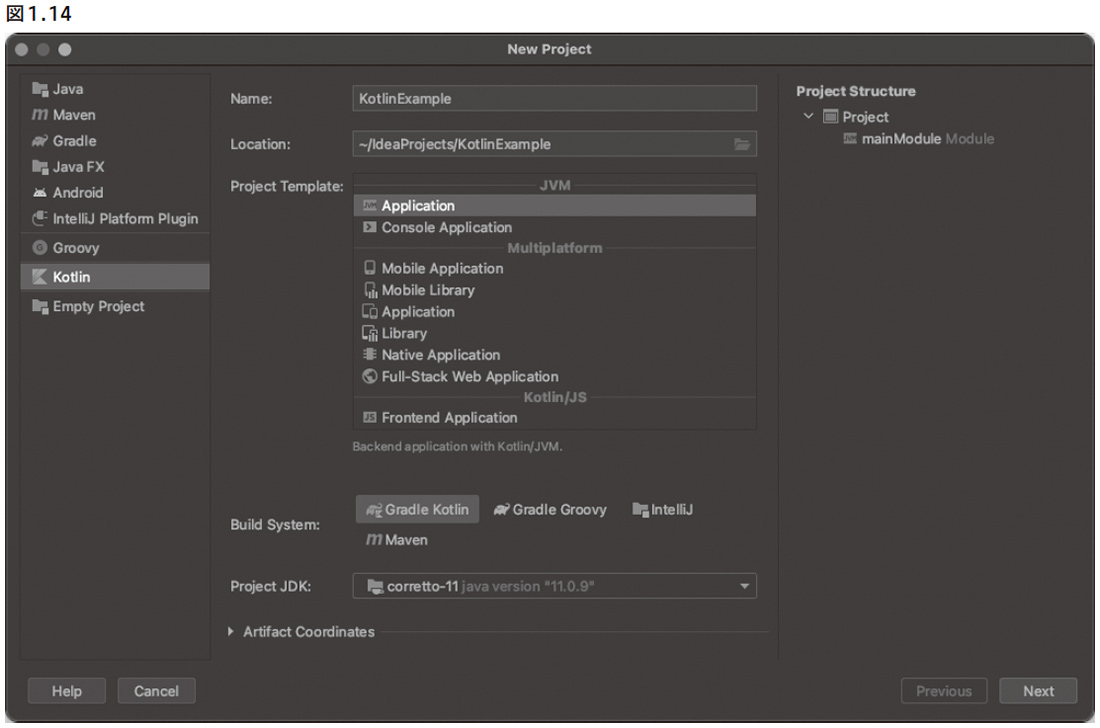 図1.14
New Project
Java
Maven
Gradle
Java FX
Android
IntelliJ Platform Plugin
Groovy
Kotlin
Empty Project
Name: KotlinExample
Location: ~/IdeaProjects/KotlinExample
Project Template:
JVM
Application
Console Application
Multiplatform
Mobile Application
Mobile Library
Application
Library
Native Application
Full-Stack Web Application
Kotlin/JS
Frontend Application
Backend application with Kotlin/JVM.
Build System:
Gradle Kotlin Gradle Groovy IntelliJ
Maven
Project JDK: corretto-11 java version "11.0.9"
Artifact Coordinates
Project Structure
Project
mainModule Module
Help Cancel Previous Next